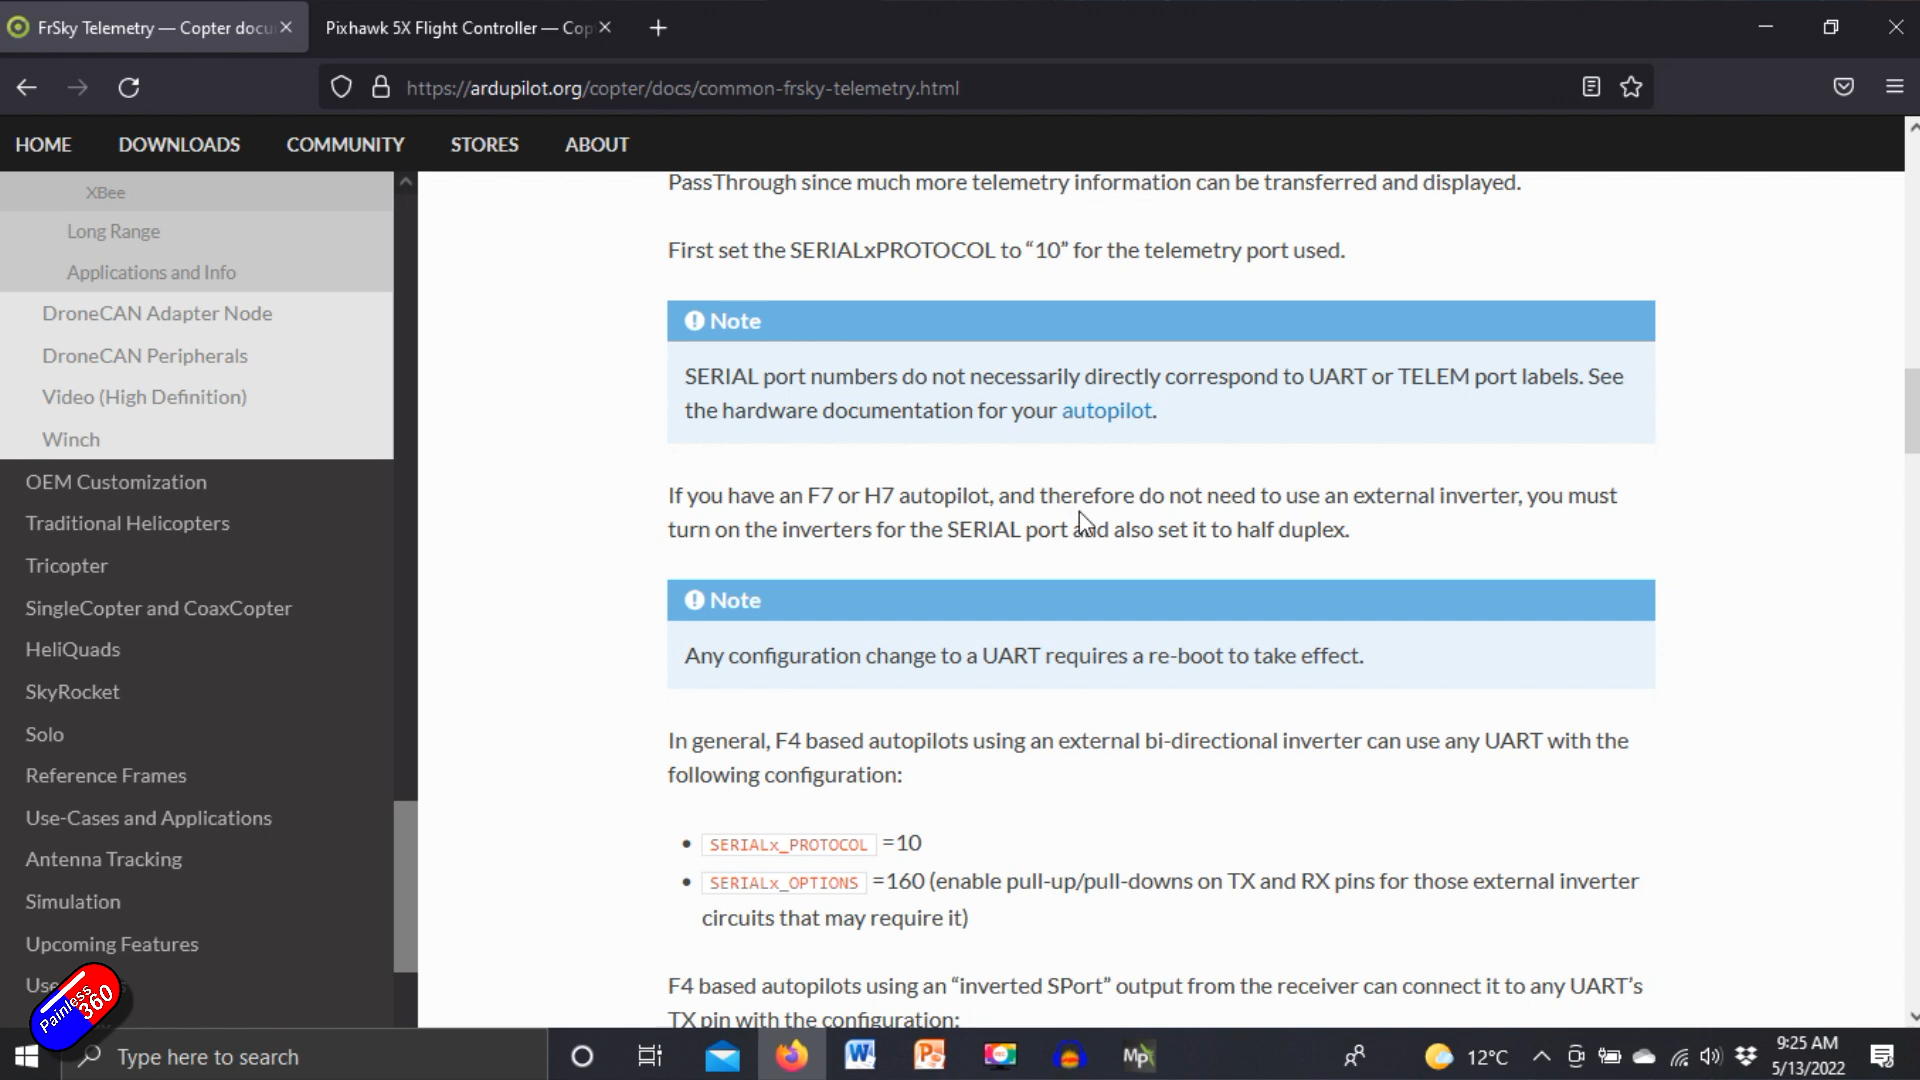 FrSky Telemetry — Copter docu
Pixhawk 5X Flight Controller — Cop
https://ardupilot.org/copter/docs/common-frsky-telemetry.html
HOME DOWNLOADS COMMUNITY STORES ABOUT
XBee
Long Range
Applications and Info
DroneCAN Adapter Node
DroneCAN Peripherals
Video (High Definition)
Winch
OEM Customization
Traditional Helicopters
Tricopter
SingleCopter and CoaxCopter
HeliQuads
SkyRocket
Solo
Reference Frames
Use-Cases and Applications
Antenna Tracking
Simulation
Upcoming Features
PassThrough since much more telemetry information can be transferred and displayed.
First set the SERIALxPROTOCOL to “10” for the telemetry port used.
Note
SERIAL port numbers do not necessarily directly correspond to UART or TELEM port labels. See
the hardware documentation for your autopilot.
If you have an F7 or H7 autopilot, and therefore do not need to use an external inverter, you must
turn on the inverters for the SERIAL port and also set it to half duplex.
Note
Any configuration change to a UART requires a re-boot to take effect.
In general, F4 based autopilots using an external bi-directional inverter can use any UART with the
following configuration:
SERIALx_PROTOCOL =10
SERIALx_OPTIONS =160 (enable pull-up/pull-downs on TX and RX pins for those external inverter
circuits that may require it)
F4 based autopilots using an “inverted SPort” output from the receiver can connect it to any UART’s
TX pin with the configuration:
Painless
360
Type here to search
12°C
9:25 AM
5/13/2022